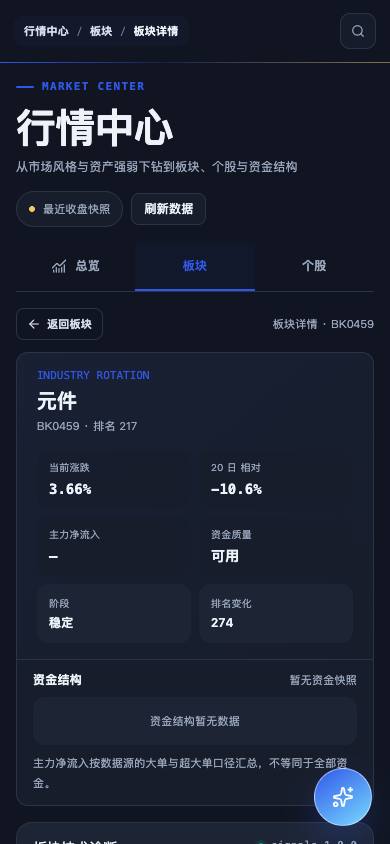 行情中心 / 板块 / 板块详情
MARKET CENTER
行情中心
从市场风格与资产强弱下钻到板块、个股与资金结构
最近收盘快照 刷新数据
总览 板块 个股
返回板块 板块详情 · BK0459
INDUSTRY ROTATION
元件
BK0459 · 排名 217
当前涨跌 20 日 相对
3.66% -10.6%
主力净流入 资金质量
— 可用
阶段 排名变化
稳定 274
资金结构 暂无资金快照
资金结构暂无数据
主力净流入按数据源的大单与超大单口径汇总，不等同于全部资
金。